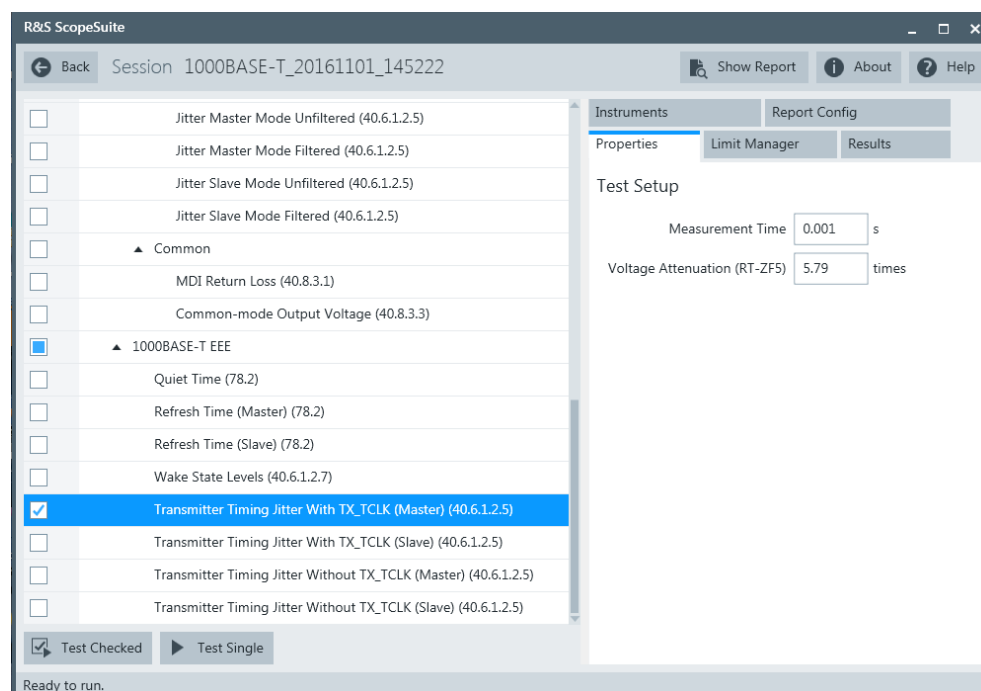 R&S ScopeSuite
Back
Session 1000BASE-T_20161101_145222
Show Report
About
Help
Jitter Master Mode Unfiltered (40.6.1.2.5)
Jitter Master Mode Filtered (40.6.1.2.5)
Jitter Slave Mode Unfiltered (40.6.1.2.5)
Jitter Slave Mode Filtered (40.6.1.2.5)
Common
MDI Return Loss (40.8.3.1)
Common-mode Output Voltage (40.8.3.3)
1000BASE-T EEE
Quiet Time (78.2)
Refresh Time (Master) (78.2)
Refresh Time (Slave) (78.2)
Wake State Levels (40.6.1.2.7)
Transmitter Timing Jitter With TX_TCLK (Master) (40.6.1.2.5)
Transmitter Timing Jitter With TX_TCLK (Slave) (40.6.1.2.5)
Transmitter Timing Jitter Without TX_TCLK (Master) (40.6.1.2.5)
Transmitter Timing Jitter Without TX_TCLK (Slave) (40.6.1.2.5)
Test Checked
Test Single
Ready to run.
Instruments
Report Config
Properties
Limit Manager
Results
Test Setup
Measurement Time 0.001 s
Voltage Attenuation (RT-ZF5) 5.79 times